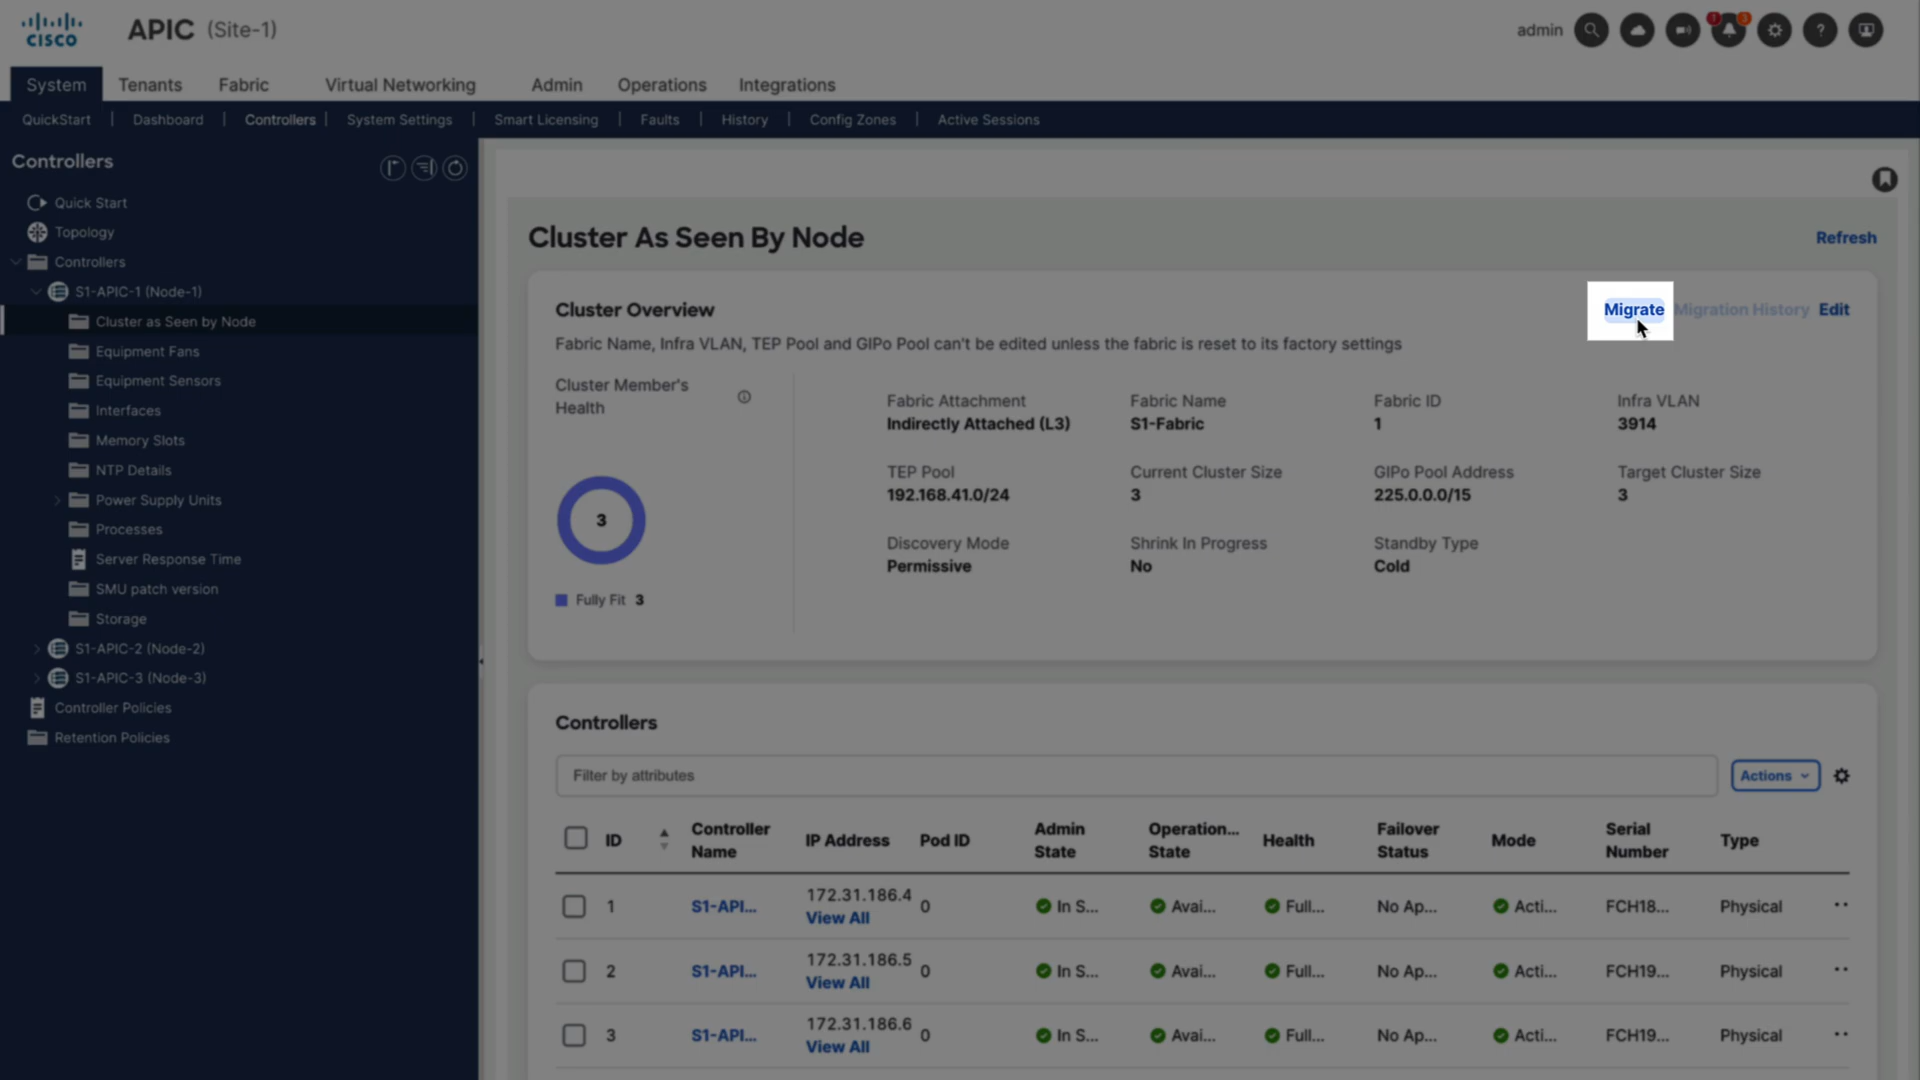 CISCO
APIC (Site-1)
admin
1
3
System
Tenants
Fabric
Virtual Networking
Admin
Operations
Integrations
QuickStart
Dashboard
Controllers
System Settings
Smart Licensing
Faults
History
Config Zones
Active Sessions
Controllers
Quick Start
Topology
Controllers
S1-APIC-1 (Node-1)
Cluster as Seen by Node
Equipment Fans
Equipment Sensors
Interfaces
Memory Slots
NTP Details
Power Supply Units
Processes
Server Response Time
SMU patch version
Storage
S1-APIC-2 (Node-2)
S1-APIC-3 (Node-3)
Controller Policies
Retention Policies
Cluster As Seen By Node
Refresh
Cluster Overview
Migrate
Migration History
Edit
Fabric Name, Infra VLAN, TEP Pool and GIPo Pool can't be edited unless the fabric is reset to its factory settings
Cluster Member's
Health
3
Fully Fit 3
Fabric Attachment
Indirectly Attached (L3)
Fabric Name
S1-Fabric
Fabric ID
1
Infra VLAN
3914
TEP Pool
192.168.41.0/24
Current Cluster Size
3
GIPo Pool Address
225.0.0.0/15
Target Cluster Size
3
Discovery Mode
Permissive
Shrink In Progress
No
Standby Type
Cold
Controllers
Filter by attributes
Actions
ID
Controller
Name
IP Address
Pod ID
Admin
State
Operation...
State
Health
Failover
Status
Mode
Serial
Number
Type
1
S1-API...
172.31.186.4
View All
0
In S...
Avai...
Full...
No Ap...
Acti...
FCH18...
Physical
2
S1-API...
172.31.186.5
View All
0
In S...
Avai...
Full...
No Ap...
Acti...
FCH19...
Physical
3
S1-API...
172.31.186.6
View All
0
In S...
Avai...
Full...
No Ap...
Acti...
FCH19...
Physical